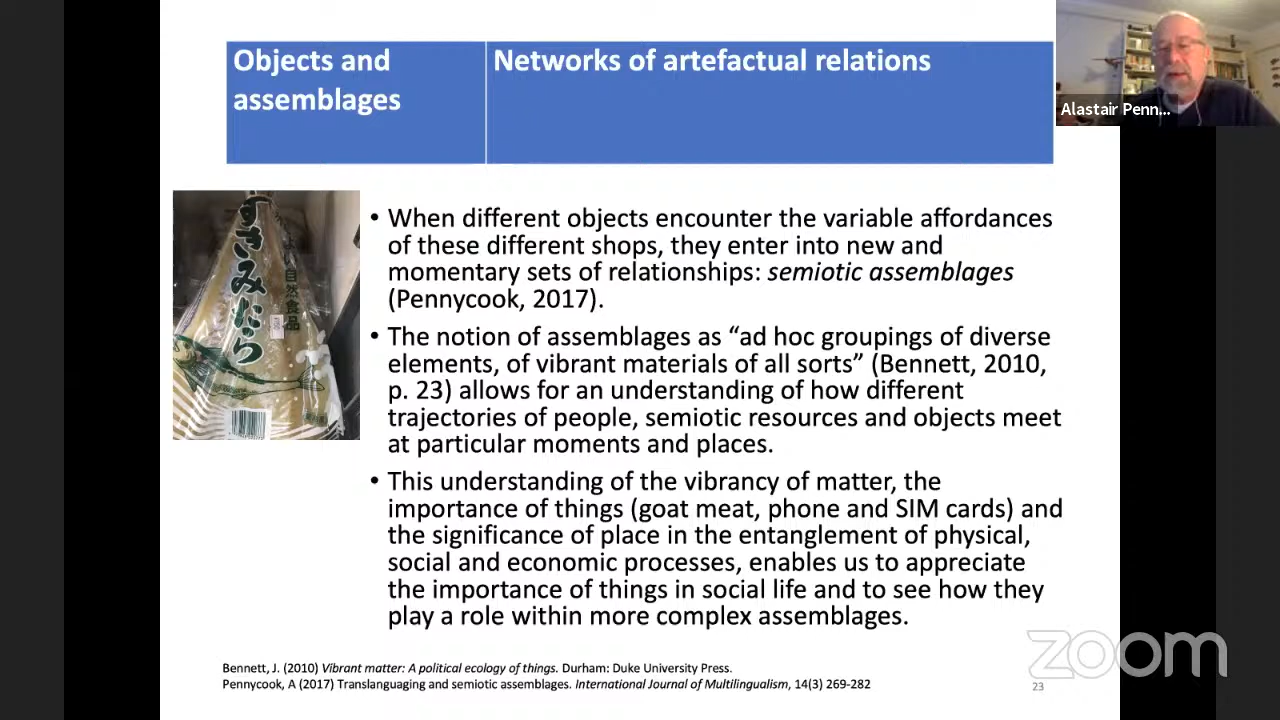 Objects and
assemblages
Networks of artefactual relations
Alastair Penn...
すきみたら
自然食品
• When different objects encounter the variable affordances
of these different shops, they enter into new and
momentary sets of relationships: semiotic assemblages
(Pennycook, 2017).
• The notion of assemblages as “ad hoc groupings of diverse
elements, of vibrant materials of all sorts” (Bennett, 2010,
p. 23) allows for an understanding of how different
trajectories of people, semiotic resources and objects meet
at particular moments and places.
• This understanding of the vibrancy of matter, the
importance of things (goat meat, phone and SIM cards) and
the significance of place in the entanglement of physical,
social and economic processes, enables us to appreciate
the importance of things in social life and to see how they
play a role within more complex assemblages.
Bennett, J. (2010) Vibrant matter: A political ecology of things. Durham: Duke University Press.
Pennycook, A (2017) Translanguaging and semiotic assemblages. International Journal of Multilingualism, 14(3) 269-282
zoom
23